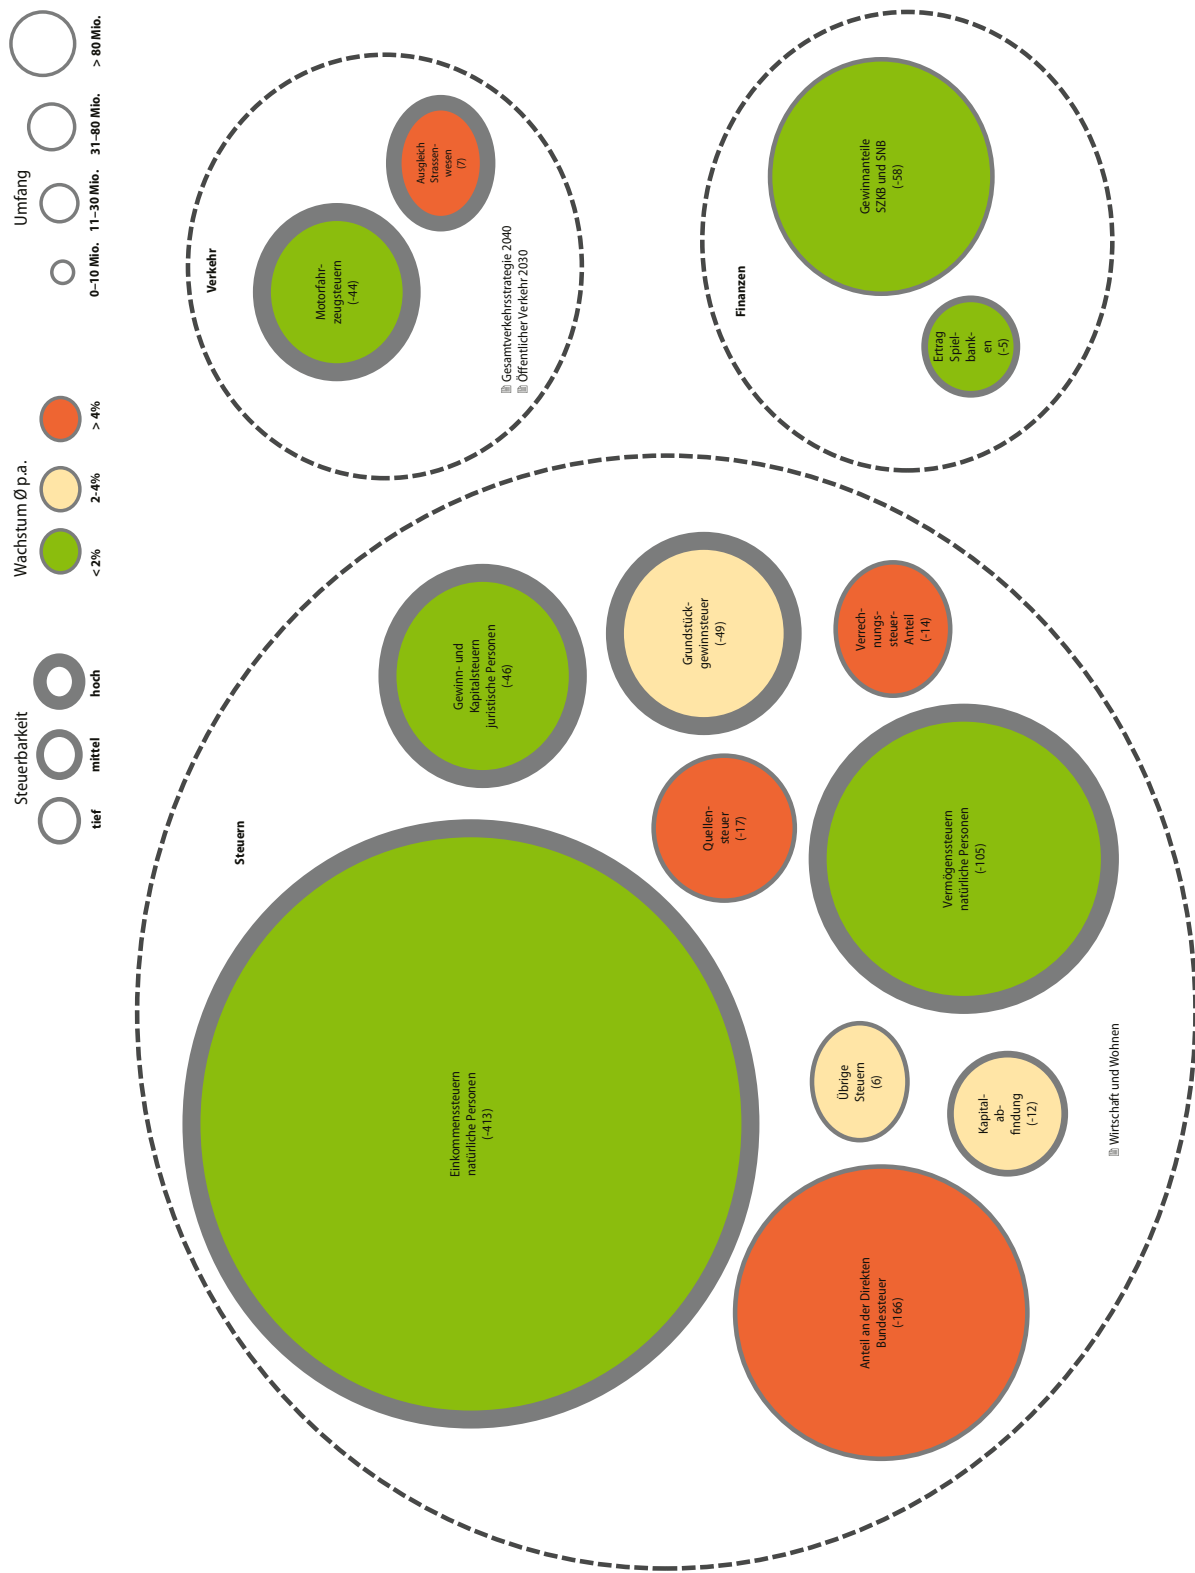 Steuerbarkeit
tief
mittel
hoch
Wachstum Ø p.a.
<2%
2-4%
>4%
Umfang
0–10 Mio.
11–30 Mio.
31–80 Mio.
>80 Mio.
Steuern
Einkommenssteuern
natürliche Personen
(-413)
Gewinn- und
Kapitalsteuern
juristische Personen
(-46)
Quellen-
steuer
(-17)
Grundstück-
gewinnsteuer
(-49)
Anteil an der Direkten
Bundessteuer
(-166)
Übrige
Steuern
(6)
Kapital-
ab-
findung
(-12)
Vermögenssteuern
natürliche Personen
(-105)
Verrech-
nungs-
steuer-
Anteil
(-14)
Wirtschaft und Wohnen
Verkehr
Motorfahr-
zeugsteuern
(-44)
Ausgleich
Strassen-
wesen
(7)
Gesamtverkehrsstrategie 2040
Öffentlicher Verkehr 2030
Finanzen
Ertrag
Spiel-
bank-
en
(-5)
Gewinnanteile
SZKB und SNB
(-58)